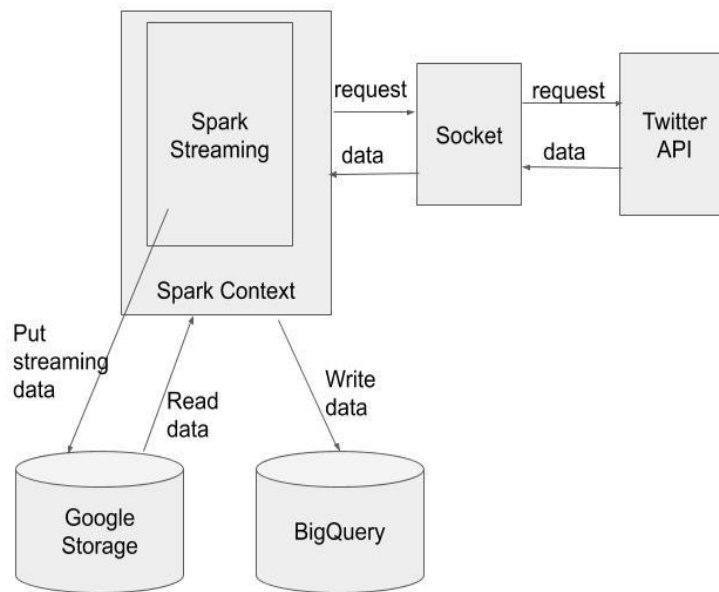 Spark
Streaming
Spark Context
request
data
Socket
request
data
Twitter
API
Put
streaming
data
Read
data
Write
data
Google
Storage
BigQuery